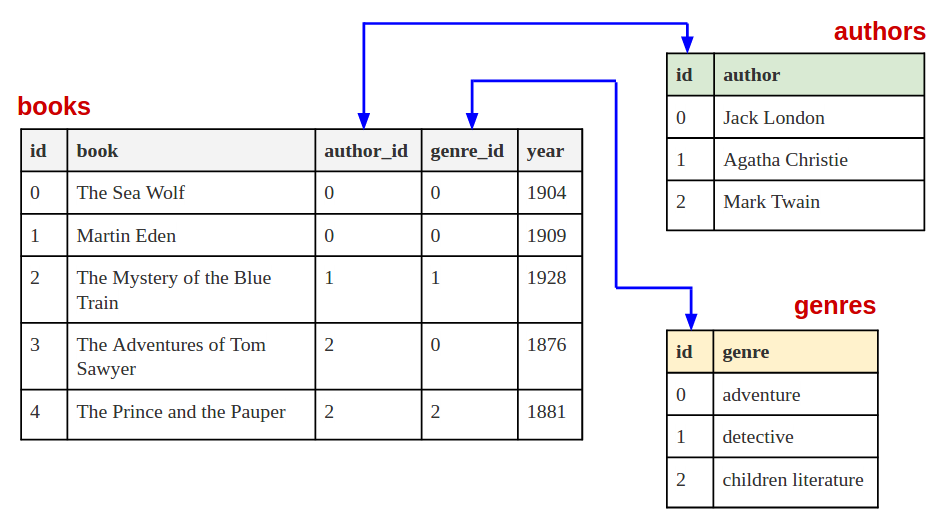 books
id book author_id genre_id year
0 The Sea Wolf 0 0 1904
1 Martin Eden 0 0 1909
2 The Mystery of the Blue 1 1 1928
Train
3 The Adventures of Tom 2 0 1876
Sawyer
4 The Prince and the Pauper 2 2 1881
authors
id author
0 Jack London
1 Agatha Christie
2 Mark Twain
genres
id genre
0 adventure
1 detective
2 children literature